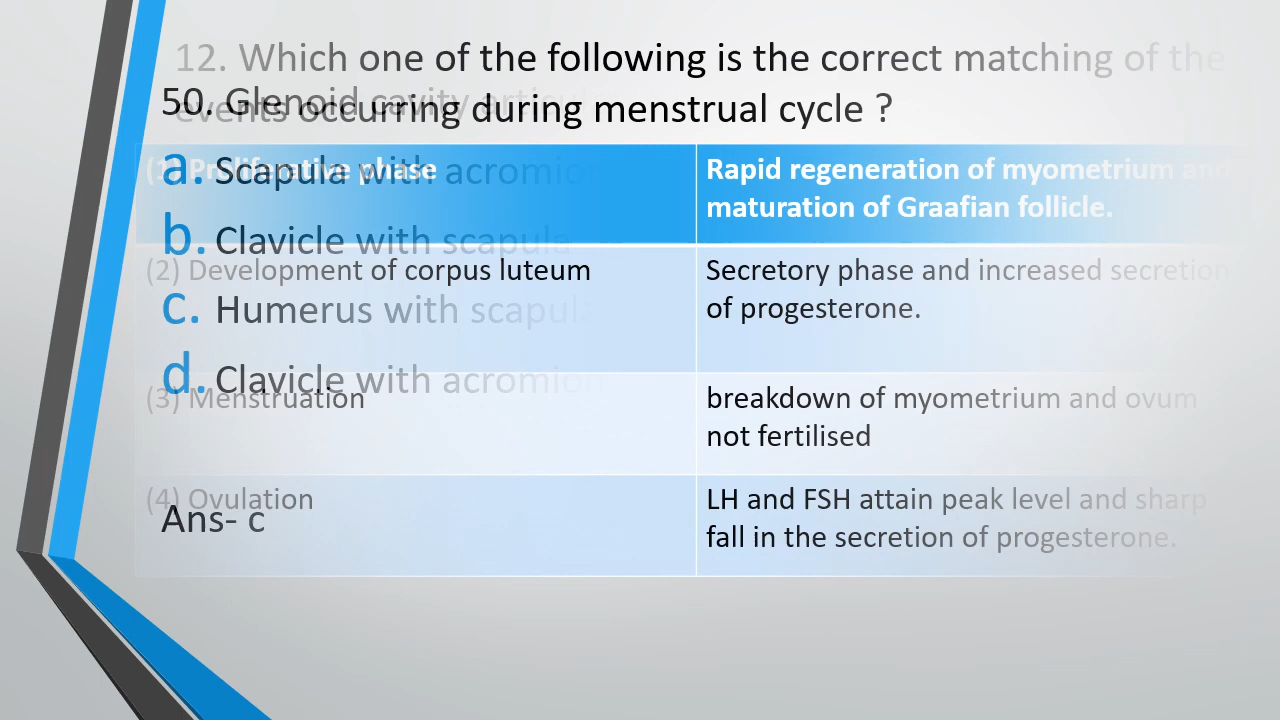 12. Which one of the following is the correct matching of the
events occurring during menstrual cycle ?
(1) Proliferative phase
Rapid regeneration of myometrium and
maturation of Graafian follicle.
(2) Development of corpus luteum
Secretory phase and increased secretion
of progesterone.
(3) Menstruation
breakdown of myometrium and ovum
not fertilised
(4) Ovulation
LH and FSH attain peak level and sharp
fall in the secretion of progesterone.
50. Glenoid cavity
a. Scapula with acromion
b. Clavicle with scapula
c. Humerus with scapula
d. Clavicle with acromion
Ans- c